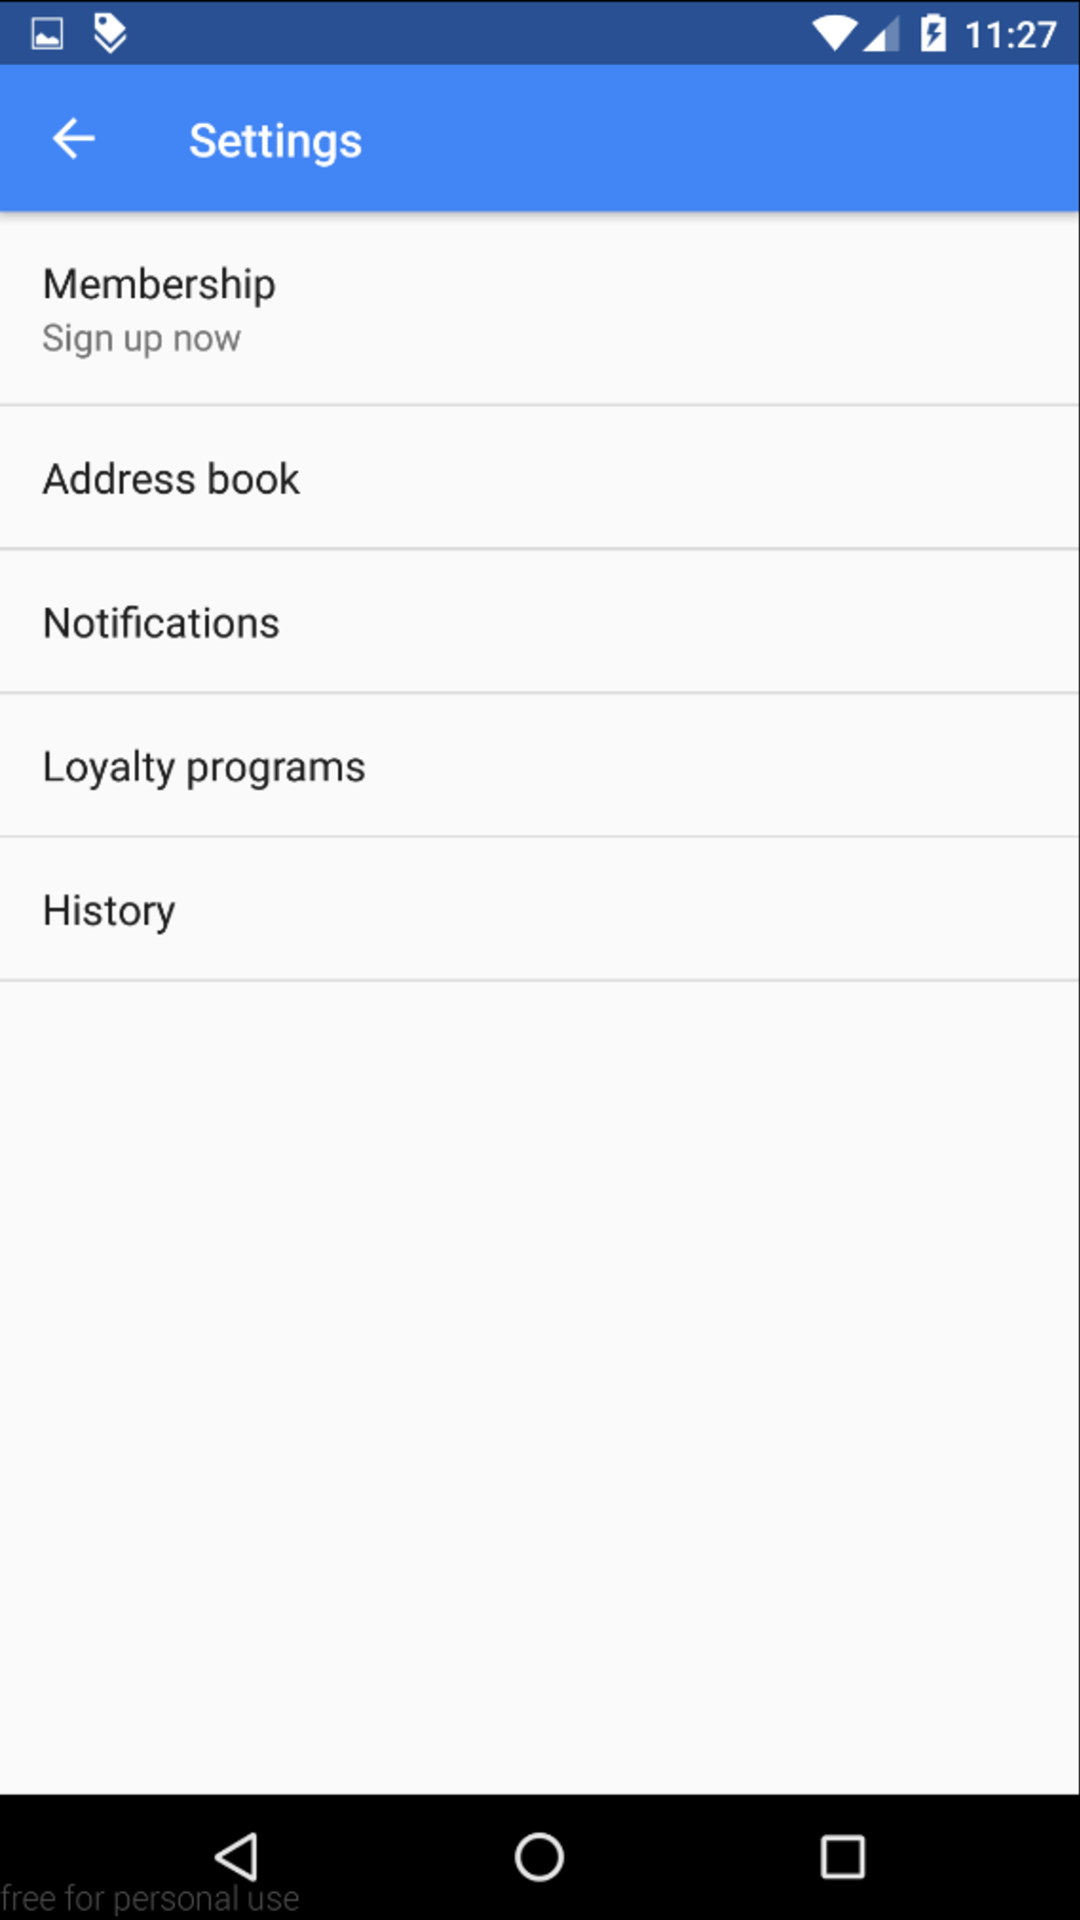 11:27
Settings
Membership
Sign up now
Address book
Notifications
Loyalty programs
History
free for personal use